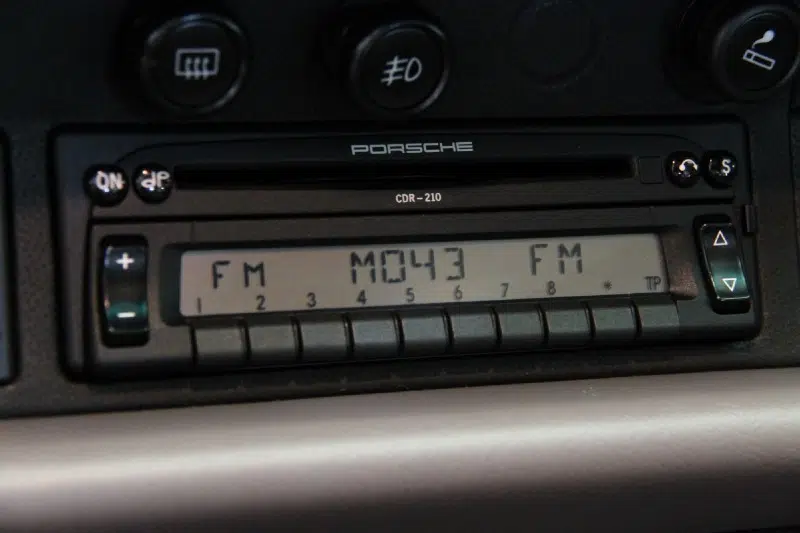 PORSCHE
ON
CDR-210
FM M043 FM
1 2 3 4 5 6 7 8 * TP